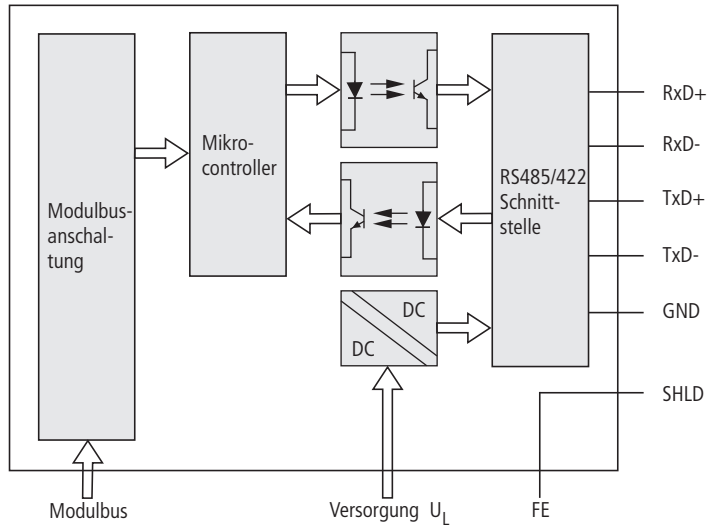 Modulbus-
anschal-
tung
Mikro-
controller
RS485/422
Schnitt-
stelle
DC
DC
RxD+
RxD-
TxD+
TxD-
GND
SHLD
Modulbus
Versorgung U_L
FE